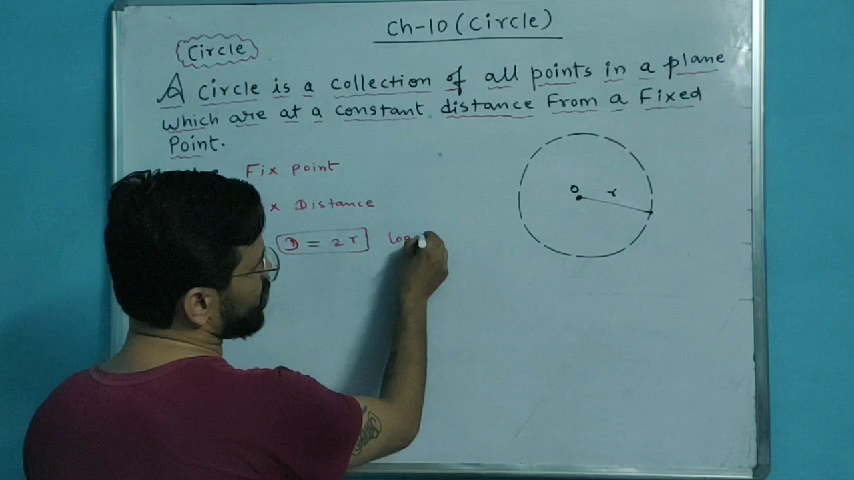 Ch-10 (Circle)
Circle
A Circle is a collection of all points in a plane
which are at a constant distance from a Fixed
Point.
Fix point
x Distance
D = 2r
O r